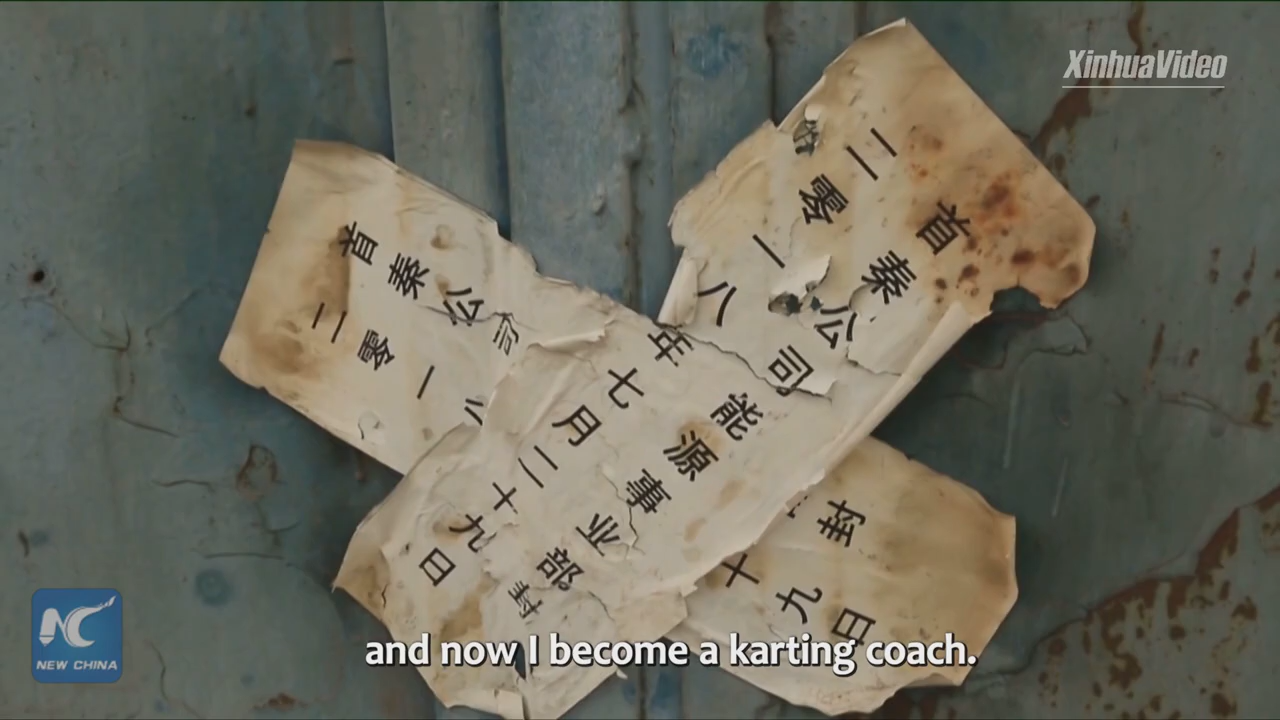 XinhuaVideo
首秦公司
二零一八
首秦公司能源事业部封
二零一八年七月二十九日
封
十九日
NEW CHINA
and now I become a karting coach.